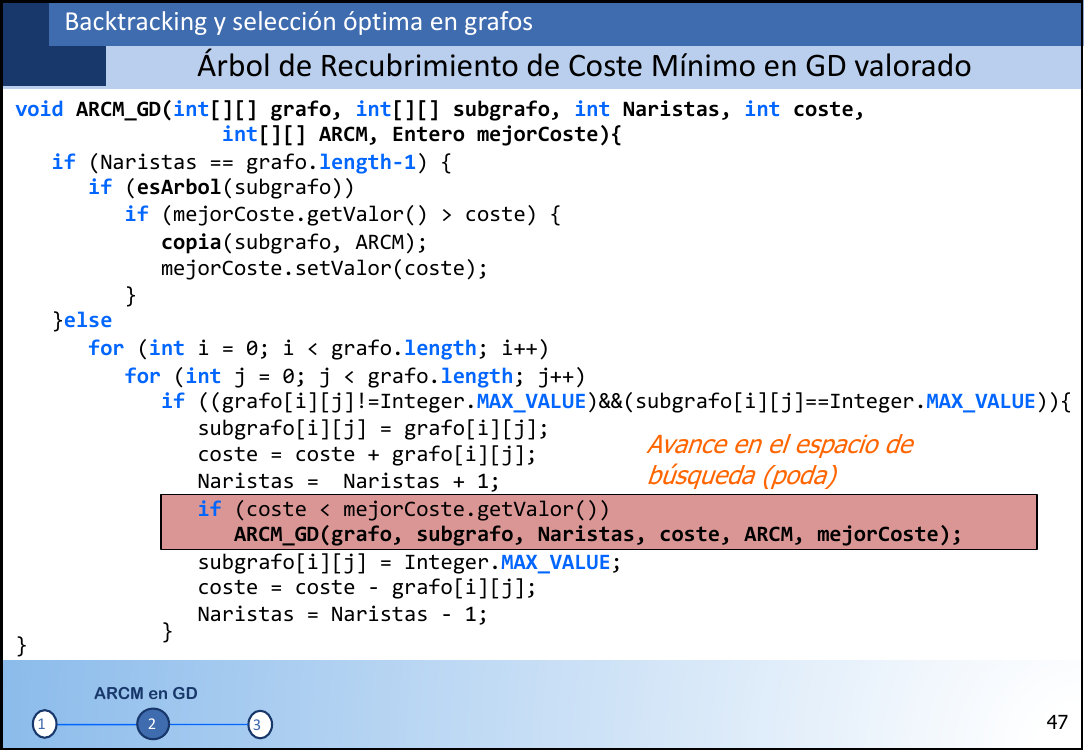 Backtracking y selección óptima en grafos
Árbol de Recubrimiento de Coste Mínimo en GD valorado
void ARCM_GD(int[][] grafo, int[][] subgrafo, int Naristas, int coste,
int[][] ARCM, Entero mejorCoste){
if (Naristas == grafo.length-1) {
if (esArbol(subgrafo))
if (mejorCoste.getValor() > coste) {
copia(subgrafo, ARCM);
mejorCoste.setValor(coste);
}
}else
for (int i = 0; i < grafo.length; i++)
for (int j = 0; j < grafo.length; j++)
if ((grafo[i][j]!=Integer.MAX_VALUE)&&(subgrafo[i][j]==Integer.MAX_VALUE)){
subgrafo[i][j] = grafo[i][j];
coste = coste + grafo[i][j];
Naristas =  Naristas + 1;
Avance en el espacio de
búsqueda (poda)
if (coste < mejorCoste.getValor())
ARCM_GD(grafo, subgrafo, Naristas, coste, ARCM, mejorCoste);
subgrafo[i][j] = Integer.MAX_VALUE;
coste = coste - grafo[i][j];
Naristas = Naristas - 1;
}
}
ARCM en GD
1 2 3
47